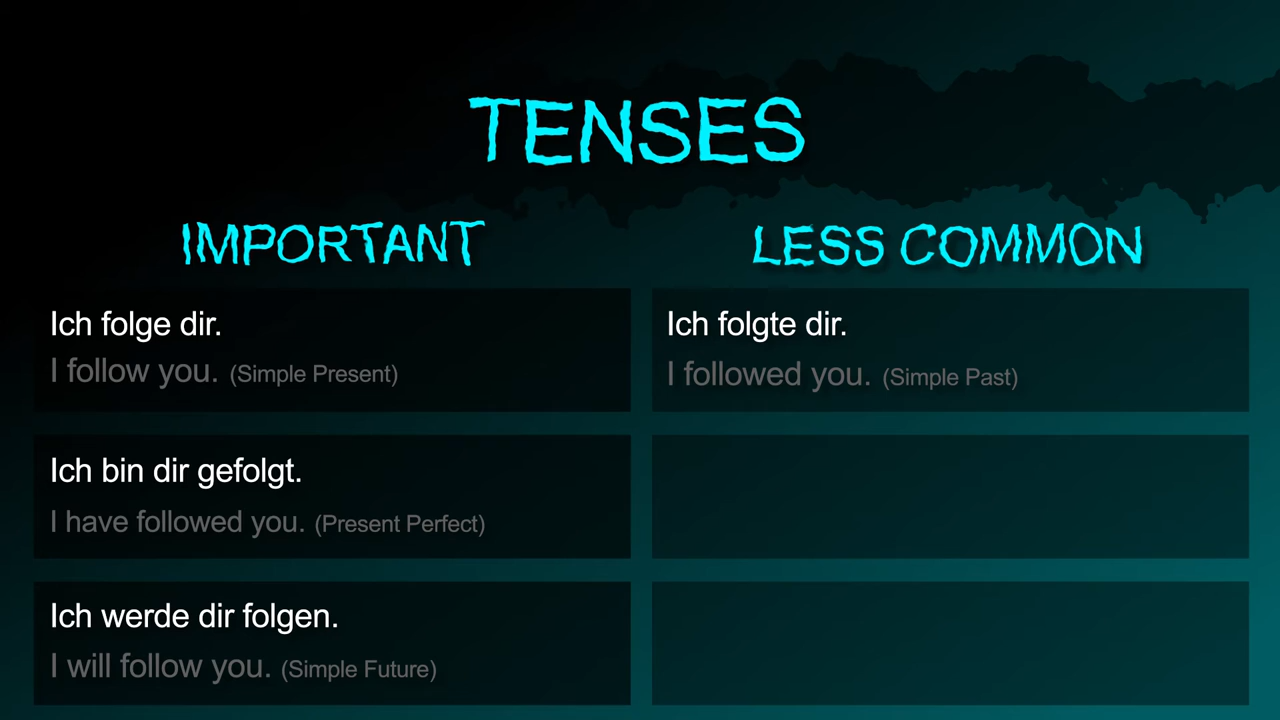 TENSES
IMPORTANT
Ich folge dir.
I follow you. (Simple Present)
Ich bin dir gefolgt.
I have followed you. (Present Perfect)
Ich werde dir folgen.
I will follow you. (Simple Future)
LESS COMMON
Ich folgte dir.
I followed you. (Simple Past)